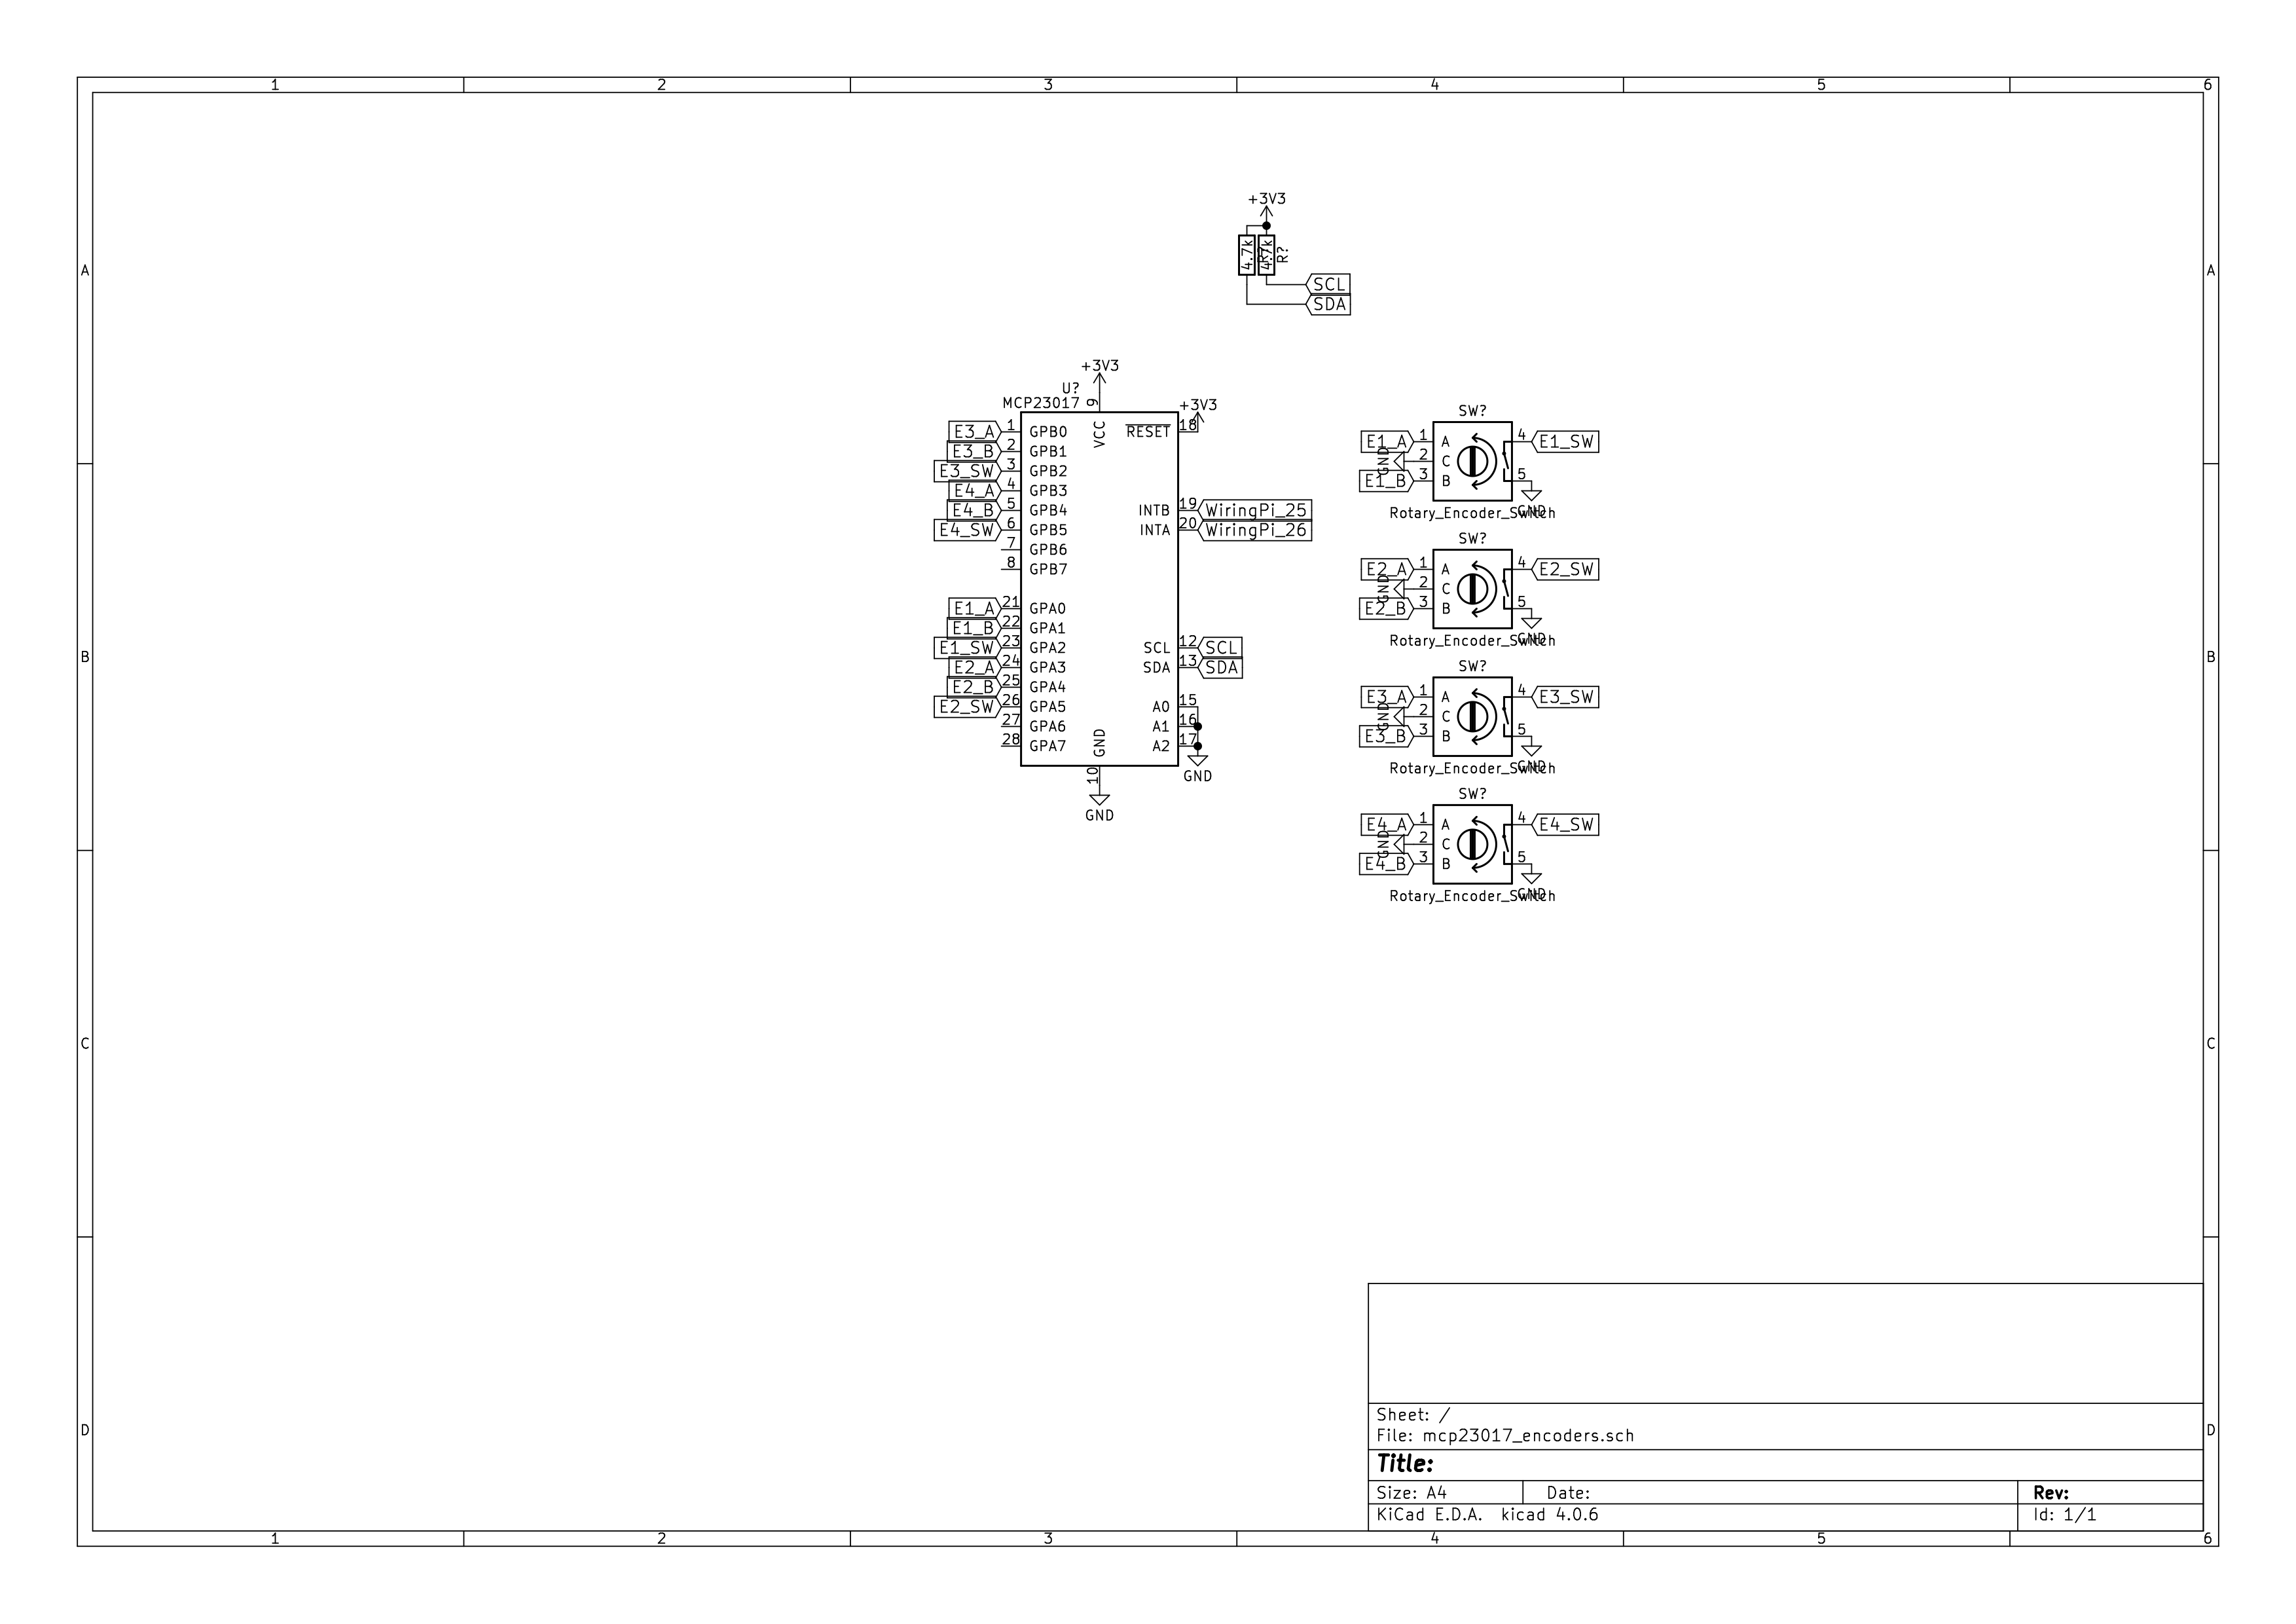 1 2 3 4 5 6
A A
B B
C C
D D
+3V3
4.7k R?
4.7k R?
SCL
SDA
+3V3
U?
MCP23017
9
VCC
+3V3
E3_A 1 GPB0
E3_B 2 GPB1
E3_SW 3 GPB2
E4_A 4 GPB3
E4_B 5 GPB4
E4_SW 6 GPB5
7 GPB6
8 GPB7
E1_A 21 GPA0
E1_B 22 GPA1
E1_SW 23 GPA2
E2_A 24 GPA3
E2_B 25 GPA4
E2_SW 26 GPA5
27 GPA6
28 GPA7
RESET 18
INTB 19 WiringPi_25
INTA 20 WiringPi_26
SCL 12 SCL
SDA 13 SDA
A0 15
A1 16
A2 17
GND
GND
10
GND
SW?
E1_A 1 A 4 E1_SW
GND 2 C
E1_B 3 B 5
GND
Rotary_Encoder_Switch
SW?
E2_A 1 A 4 E2_SW
GND 2 C
E2_B 3 B 5
GND
Rotary_Encoder_Switch
SW?
E3_A 1 A 4 E3_SW
GND 2 C
E3_B 3 B 5
GND
Rotary_Encoder_Switch
SW?
E4_A 1 A 4 E4_SW
GND 2 C
E4_B 3 B 5
GND
Rotary_Encoder_Switch
Sheet: /
File: mcp23017_encoders.sch
Title:
Size: A4 Date: Rev:
KiCad E.D.A. kicad 4.0.6 Id: 1/1
1 2 3 4 5 6